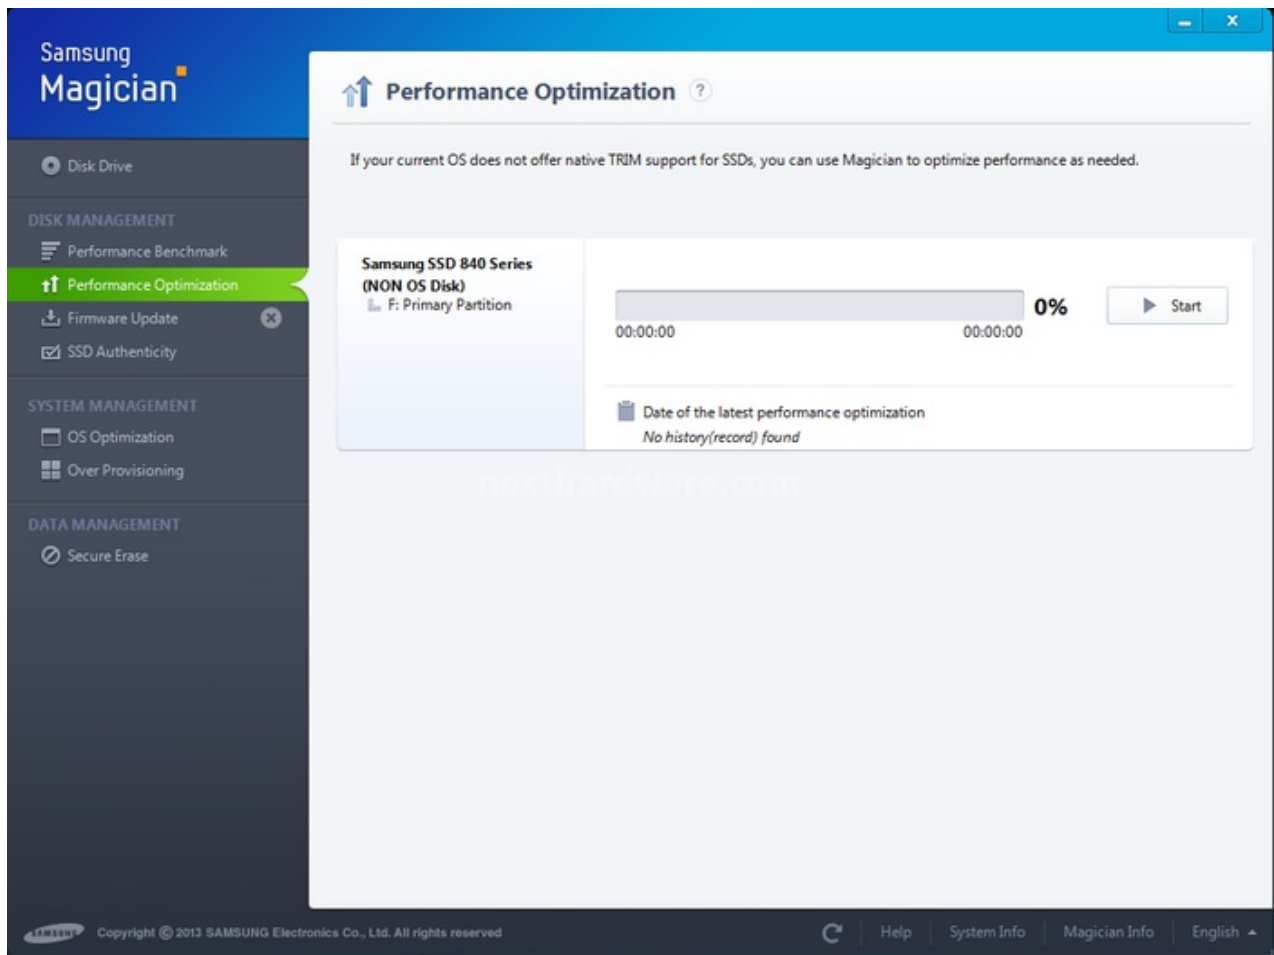 Samsung
Magician
Performance Optimization ?
If your current OS does not offer native TRIM support for SSDs, you can use Magician to optimize performance as needed.
Disk Drive
DISK MANAGEMENT
Performance Benchmark
Performance Optimization
Firmware Update
SSD Authenticity
SYSTEM MANAGEMENT
OS Optimization
Over Provisioning
DATA MANAGEMENT
Secure Erase
Samsung SSD 840 Series
(NON OS Disk)
F: Primary Partition
0%
Start
00:00:00 00:00:00
Date of the latest performance optimization
No history(record) found
nexthardware.com
SAMSUNG Copyright © 2013 SAMSUNG Electronics Co., Ltd. All rights reserved
Help System Info Magician Info English